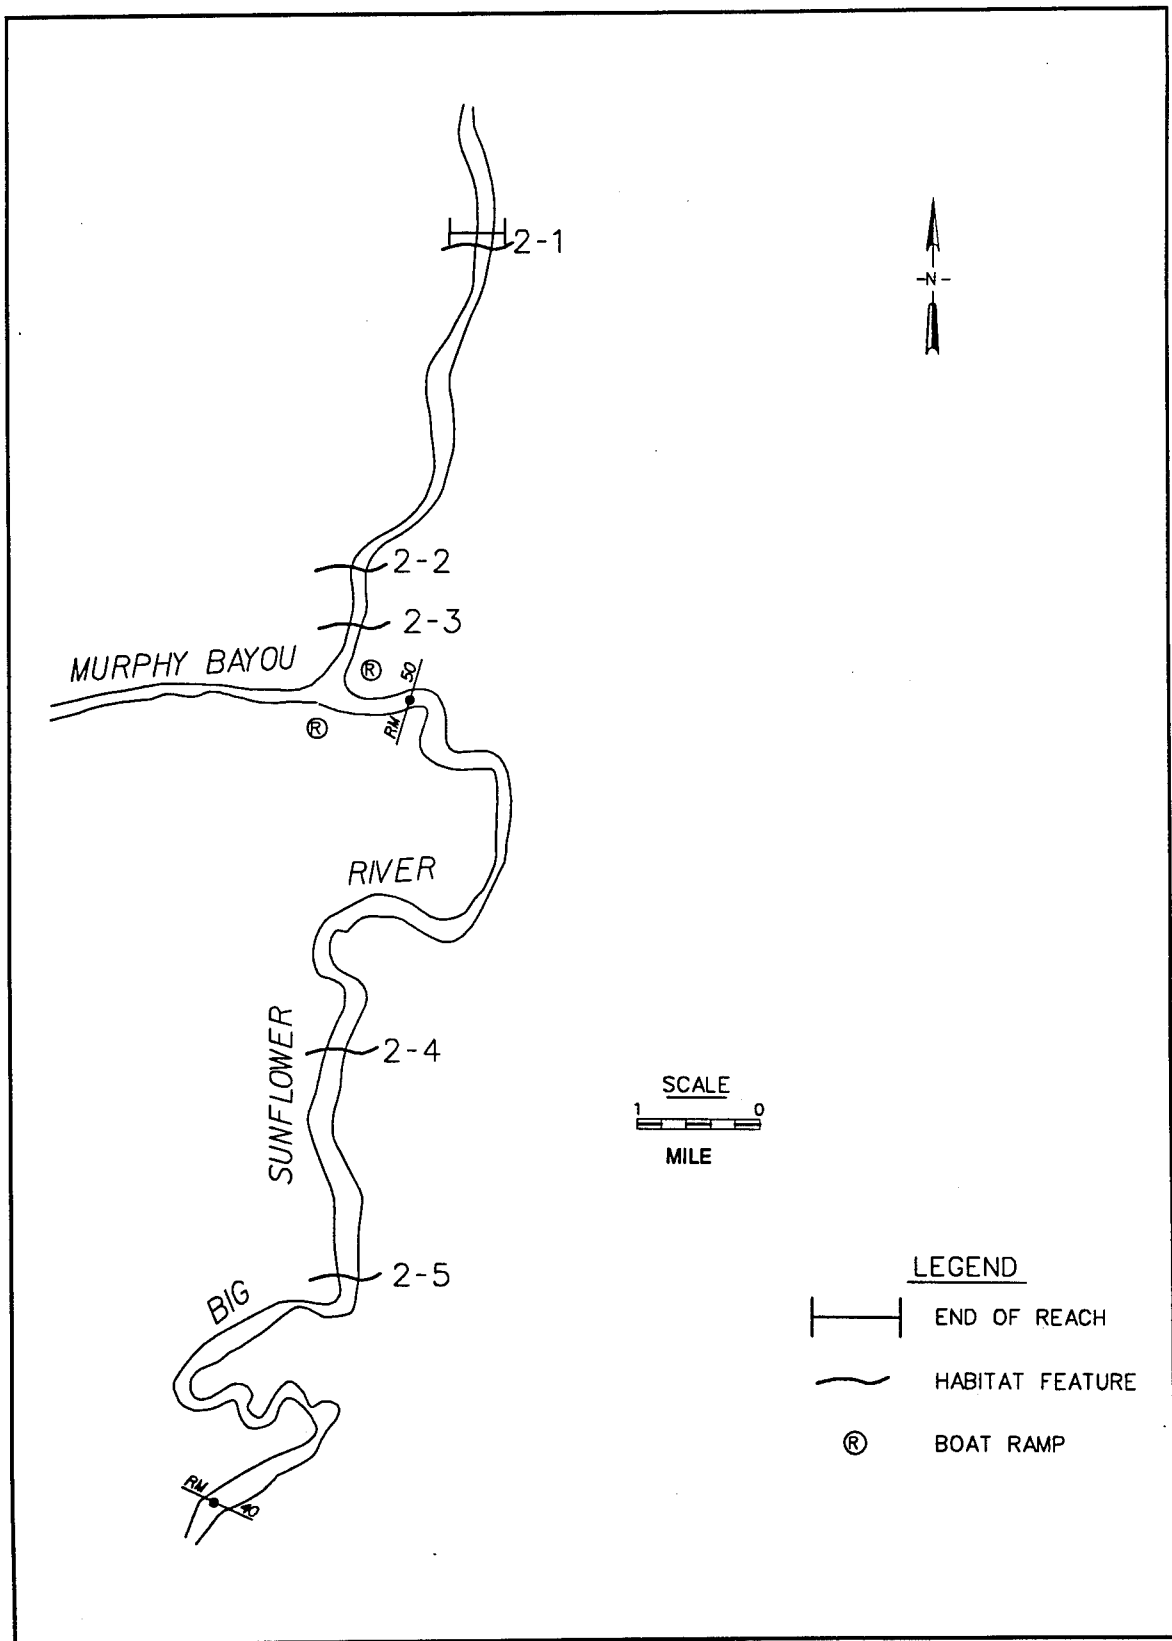 2-1
-N-
2-2
2-3
MURPHY BAYOU
R
RM 50
R
RIVER
SUNFLOWER
2-4
SCALE
1 0
MILE
2-5
BIG
LEGEND
END OF REACH
HABITAT FEATURE
R BOAT RAMP
RM 40